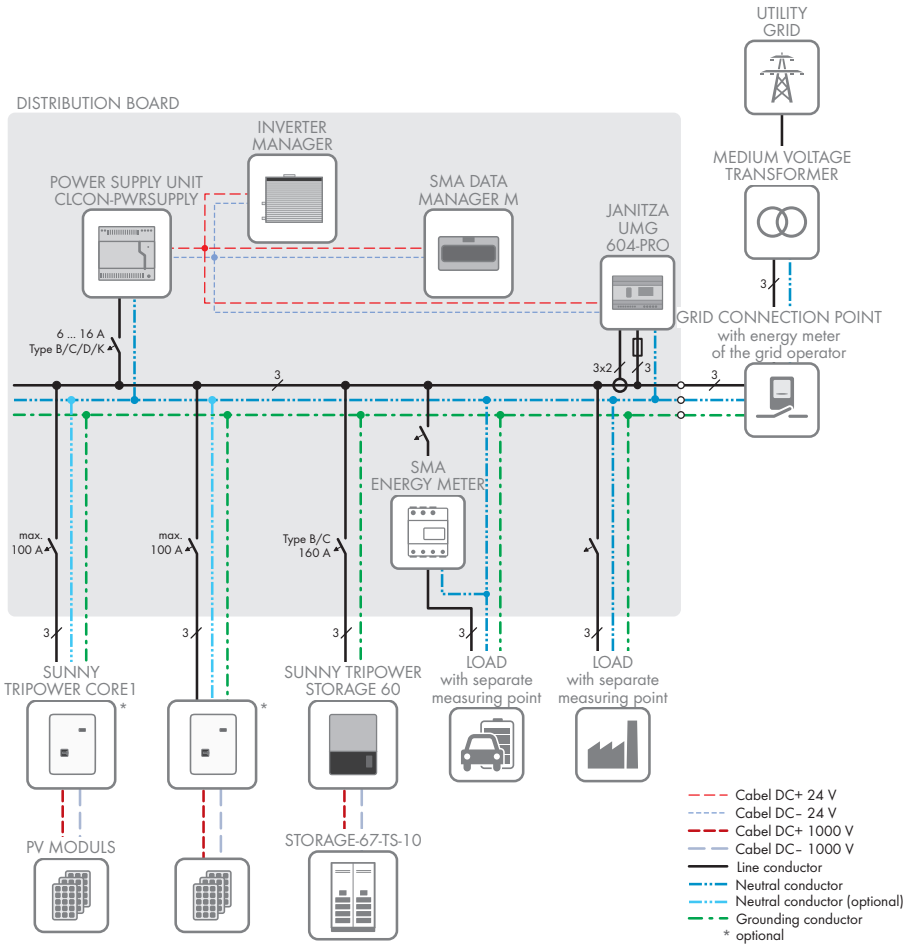 UTILITY
GRID
DISTRIBUTION BOARD
INVERTER
MANAGER
POWER SUPPLY UNIT
CLCON-PWRSUPPLY
SMA DATA
MANAGER M
JANITZA
UMG
604-PRO
MEDIUM VOLTAGE
TRANSFORMER
3
GRID CONNECTION POINT
with energy meter
of the grid operator
6 ... 16 A
Type B/C/D/K
3
3x2
3
3
SMA
ENERGY METER
max.
100 A
max.
100 A
Type B/C
160 A
3
3
3
3
3
SUNNY
TRIPOWER CORE1
*
*
SUNNY TRIPOWER
STORAGE 60
LOAD
with separate
measuring point
LOAD
with separate
measuring point
PV MODULS
STORAGE-67-TS-10
Cabel DC+ 24 V
Cabel DC– 24 V
Cabel DC+ 1000 V
Cabel DC– 1000 V
Line conductor
Neutral conductor
Neutral conductor (optional)
Grounding conductor
* optional